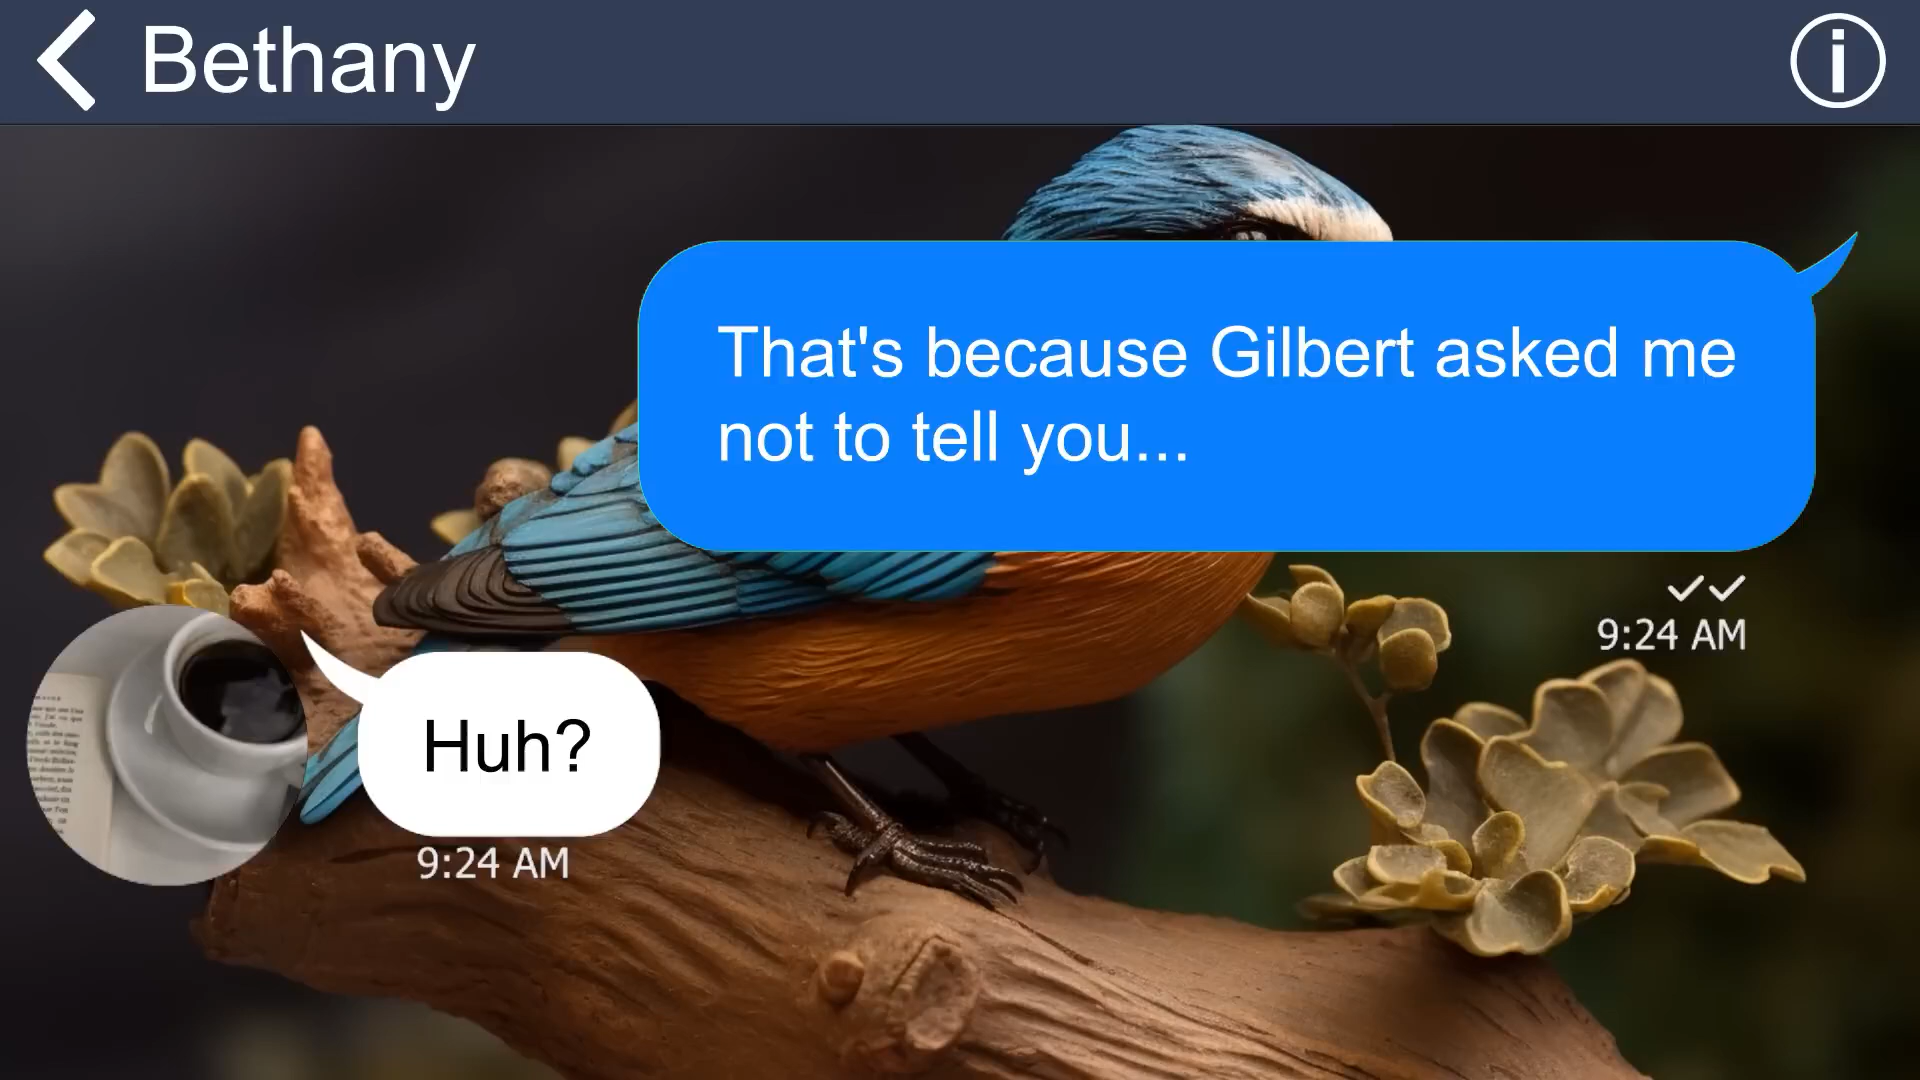 Bethany
That's because Gilbert asked me
not to tell you...
9:24 AM
Huh?
9:24 AM